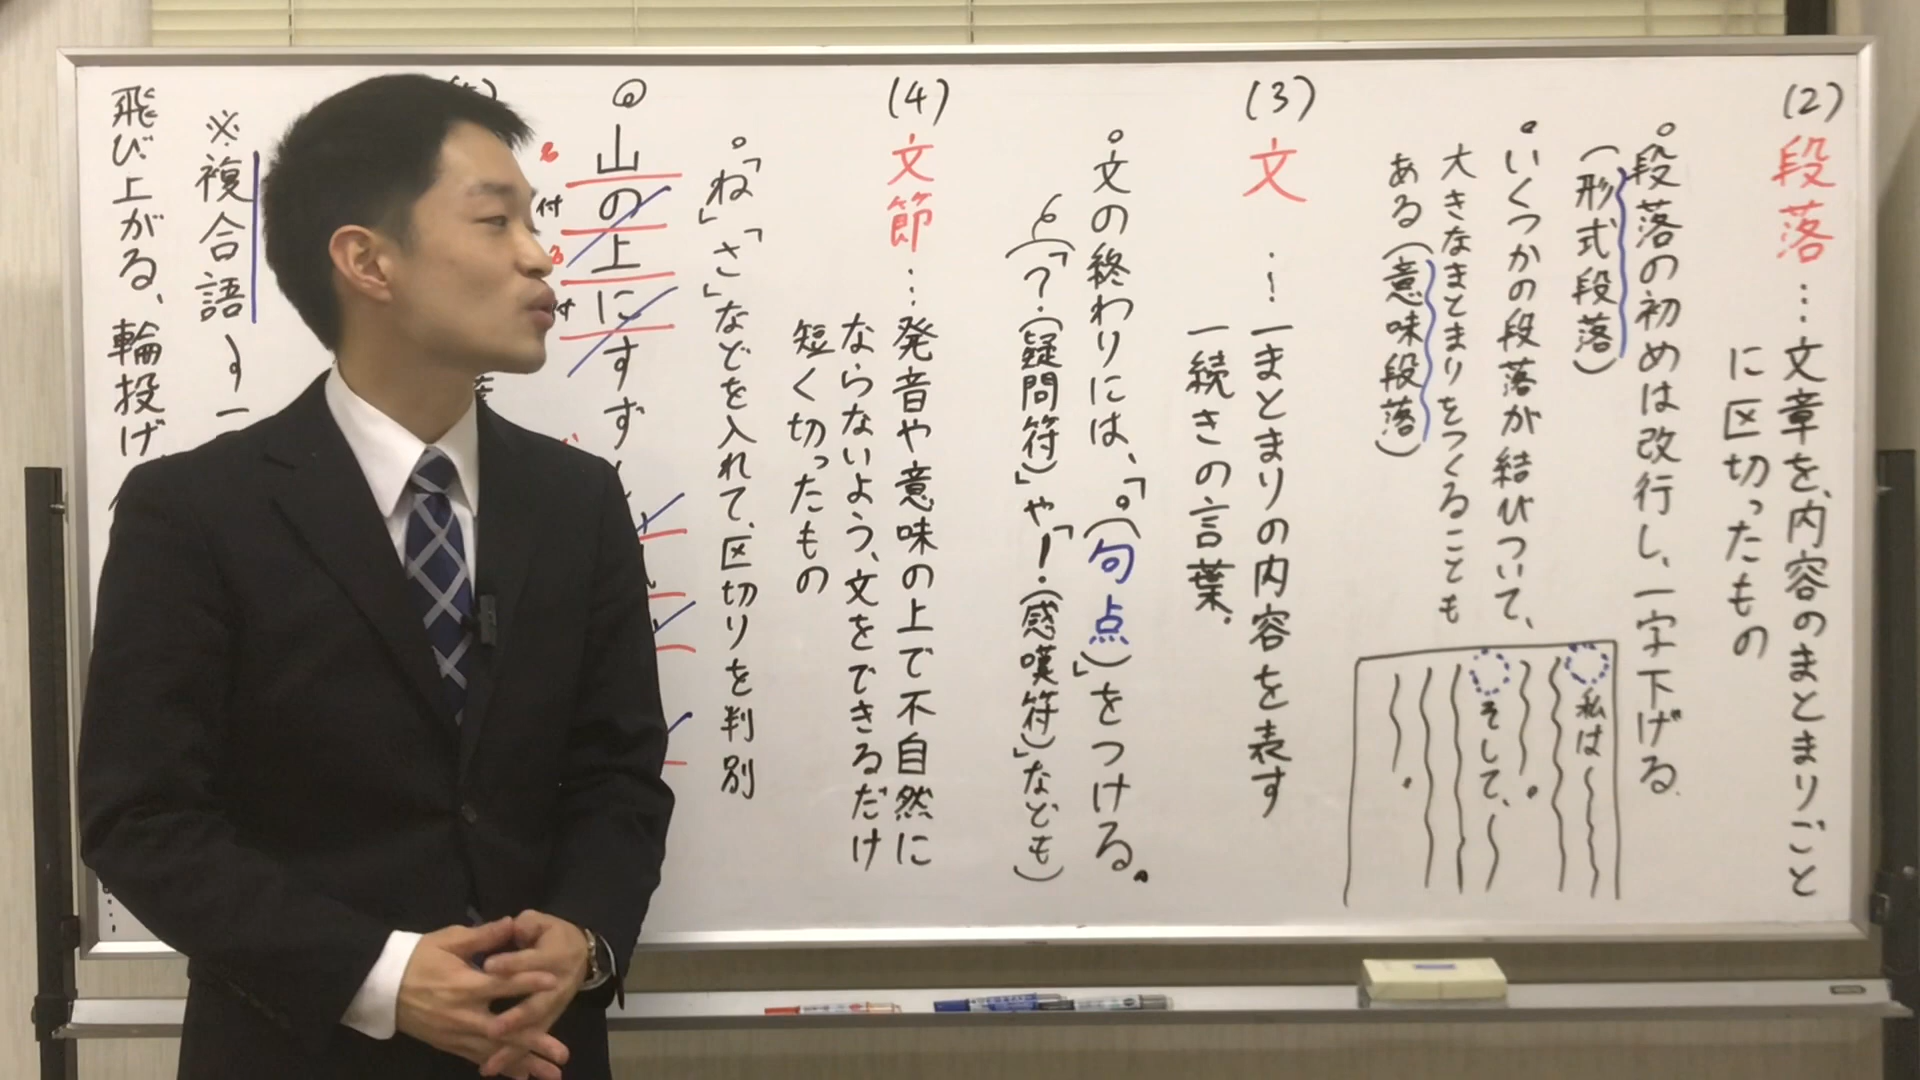 (2)
段落…文章を、内容のまとまりごと
に区切ったもの
。段落の初めは改行し、一字下げる.
(形式段落)
。いくつかの段落が結びついて、
大きなまとまりをつくることも
ある(意味段落)
私は〜
そして、〜
(3)
文…一まとまりの内容を表す
一続きの言葉.
。文の終わりには、「。(句点)」をつける。
(「?.(疑問符)」や「!.(感嘆符)」なども)
(4)
文節…発音や意味の上で不自然に
ならないよう、文をできるだけ
短く切ったもの
。「ね」「さ」などを入れて、区切りを判別
山の上にすず
名
付
名
付
※複合語〜一
飛び上がる、輪投げ